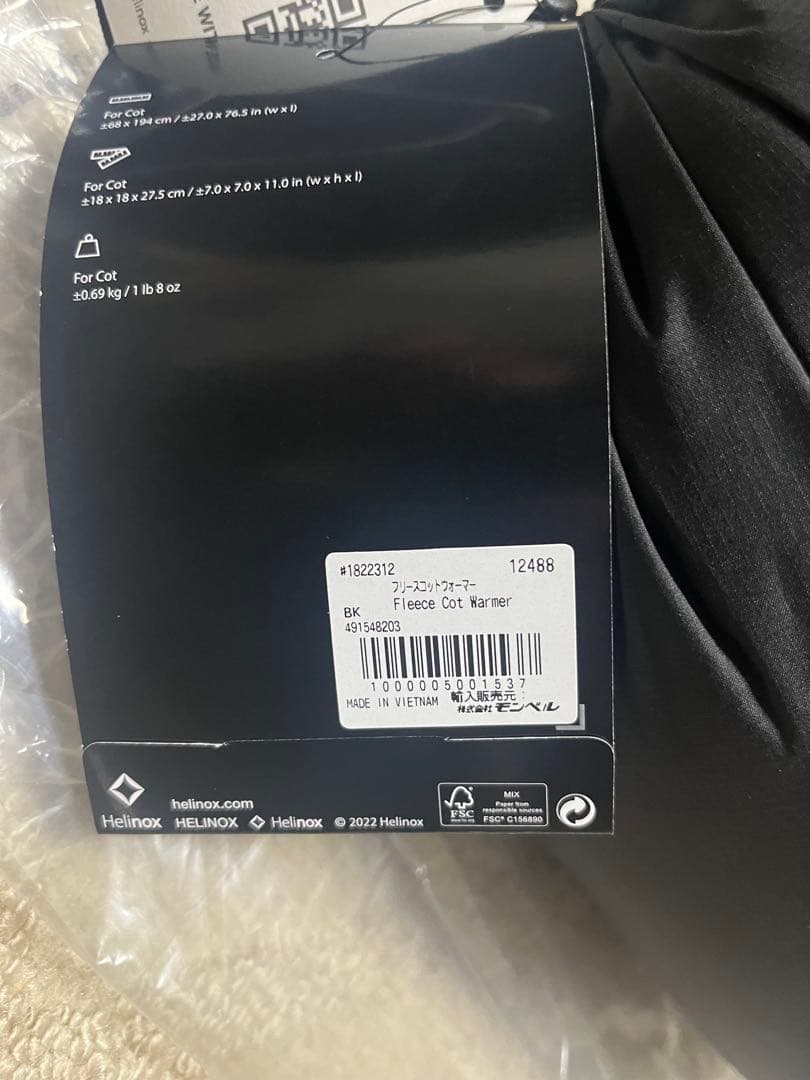 linox
E WIT
For Cot
±68 x 194 cm / ±27.0 x 76.5 in (w x l)
For Cot
±18 x 18 x 27.5 cm / ±7.0 x 7.0 x 11.0 in (w x h x l)
For Cot
±0.69 kg / 1 lb 8 oz
#1822312 12488
フリースコットウォーマー
BK Fleece Cot Warmer
491548203
1000005001537
MADE IN VIETNAM 輸入販売元:
株式会社 モンベル
helinox.com
Helinox HELINOX Helinox © 2022 Helinox
FSC
MIX
Paper from
responsible sources
FSC® C156890